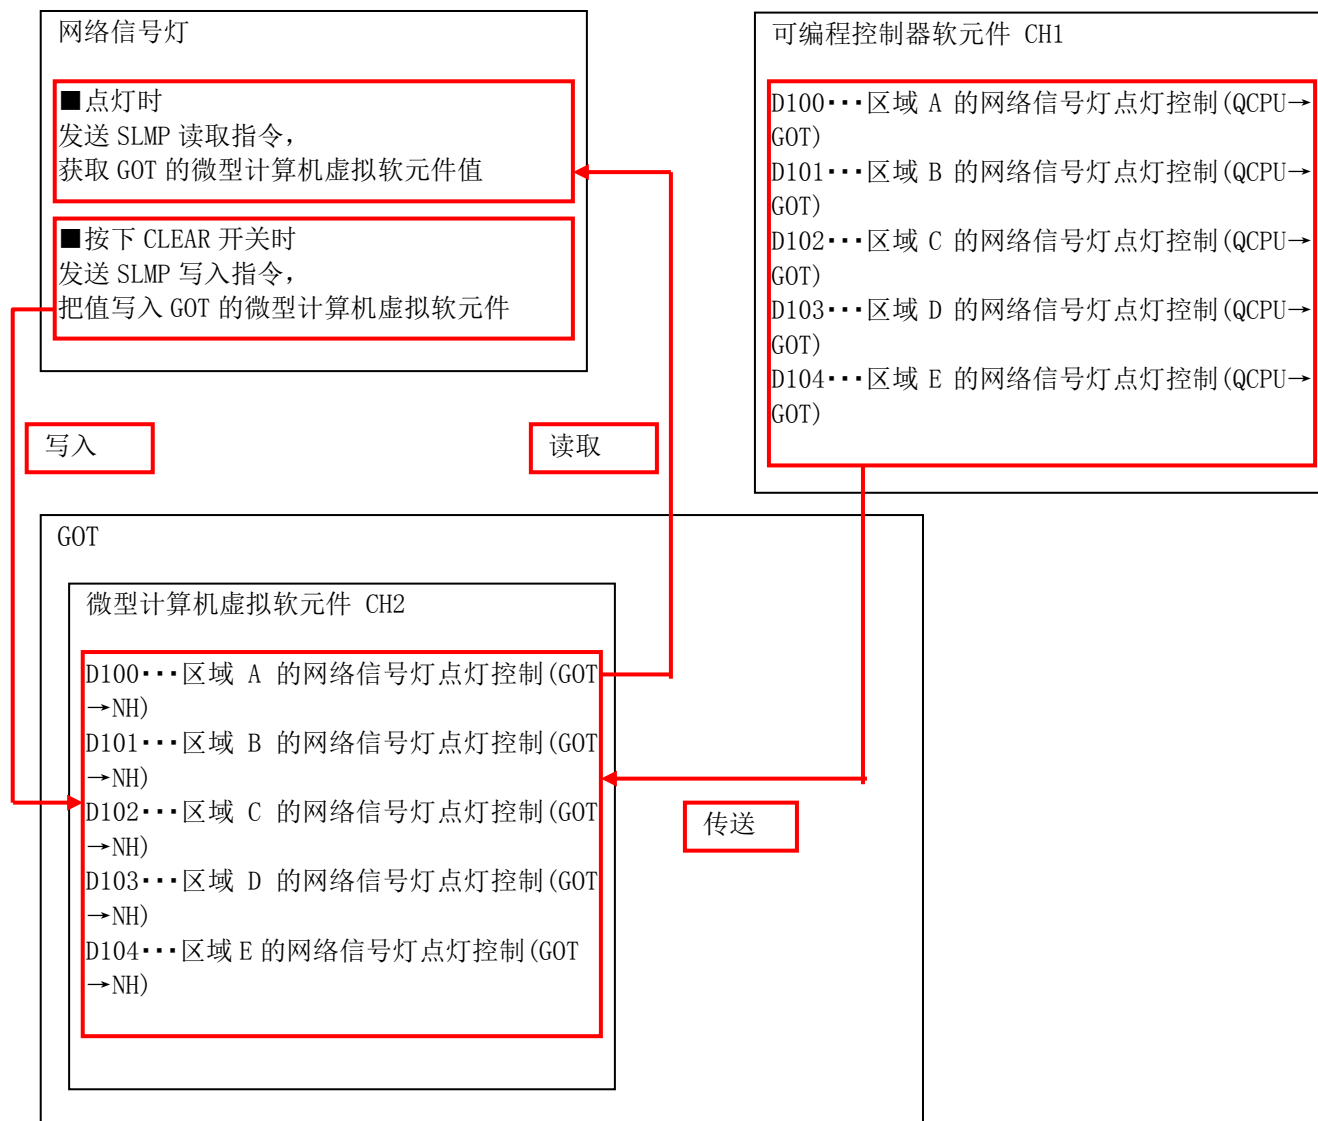 网络信号灯
■点灯时
发送 SLMP 读取指令，
获取 GOT 的微型计算机虚拟软元件值
■按下 CLEAR 开关时
发送 SLMP 写入指令，
把值写入 GOT 的微型计算机虚拟软元件
可编程控制器软元件 CH1
D100･･･区域 A 的网络信号灯点灯控制(QCPU→
GOT)
D101･･･区域 B 的网络信号灯点灯控制(QCPU→
GOT)
D102･･･区域 C 的网络信号灯点灯控制(QCPU→
GOT)
D103･･･区域 D 的网络信号灯点灯控制(QCPU→
GOT)
D104･･･区域 E 的网络信号灯点灯控制(QCPU→
GOT)
写入
读取
GOT
微型计算机虚拟软元件 CH2
D100･･･区域 A 的网络信号灯点灯控制(GOT
→NH)
D101･･･区域 B 的网络信号灯点灯控制(GOT
→NH)
D102･･･区域 C 的网络信号灯点灯控制(GOT
→NH)
D103･･･区域 D 的网络信号灯点灯控制(GOT
→NH)
D104･･･区域 E 的网络信号灯点灯控制(GOT
→NH)
传送